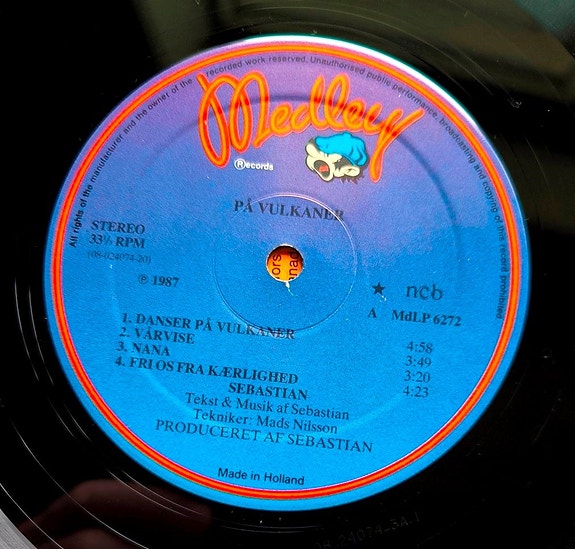 All rights of the manufacturer and the owner of the recorded work reserved. Unauthorised public performance, broadcasting and copying of this record prohibited
Medley
Records
PÅ VULKANER
STEREO
33⅓ RPM
(08-024074-20)
℗ 1987
ncb
A MdLP 6272
1. DANSER PÅ VULKANER 4:58
2. VÅRVISE 3:49
3. NANA 3:20
4. FRI OS FRA KÆRLIGHED 4:23
SEBASTIAN
Tekst & Musik af Sebastian
Tekniker: Mads Nilsson
PRODUCERET AF SEBASTIAN
Made in Holland